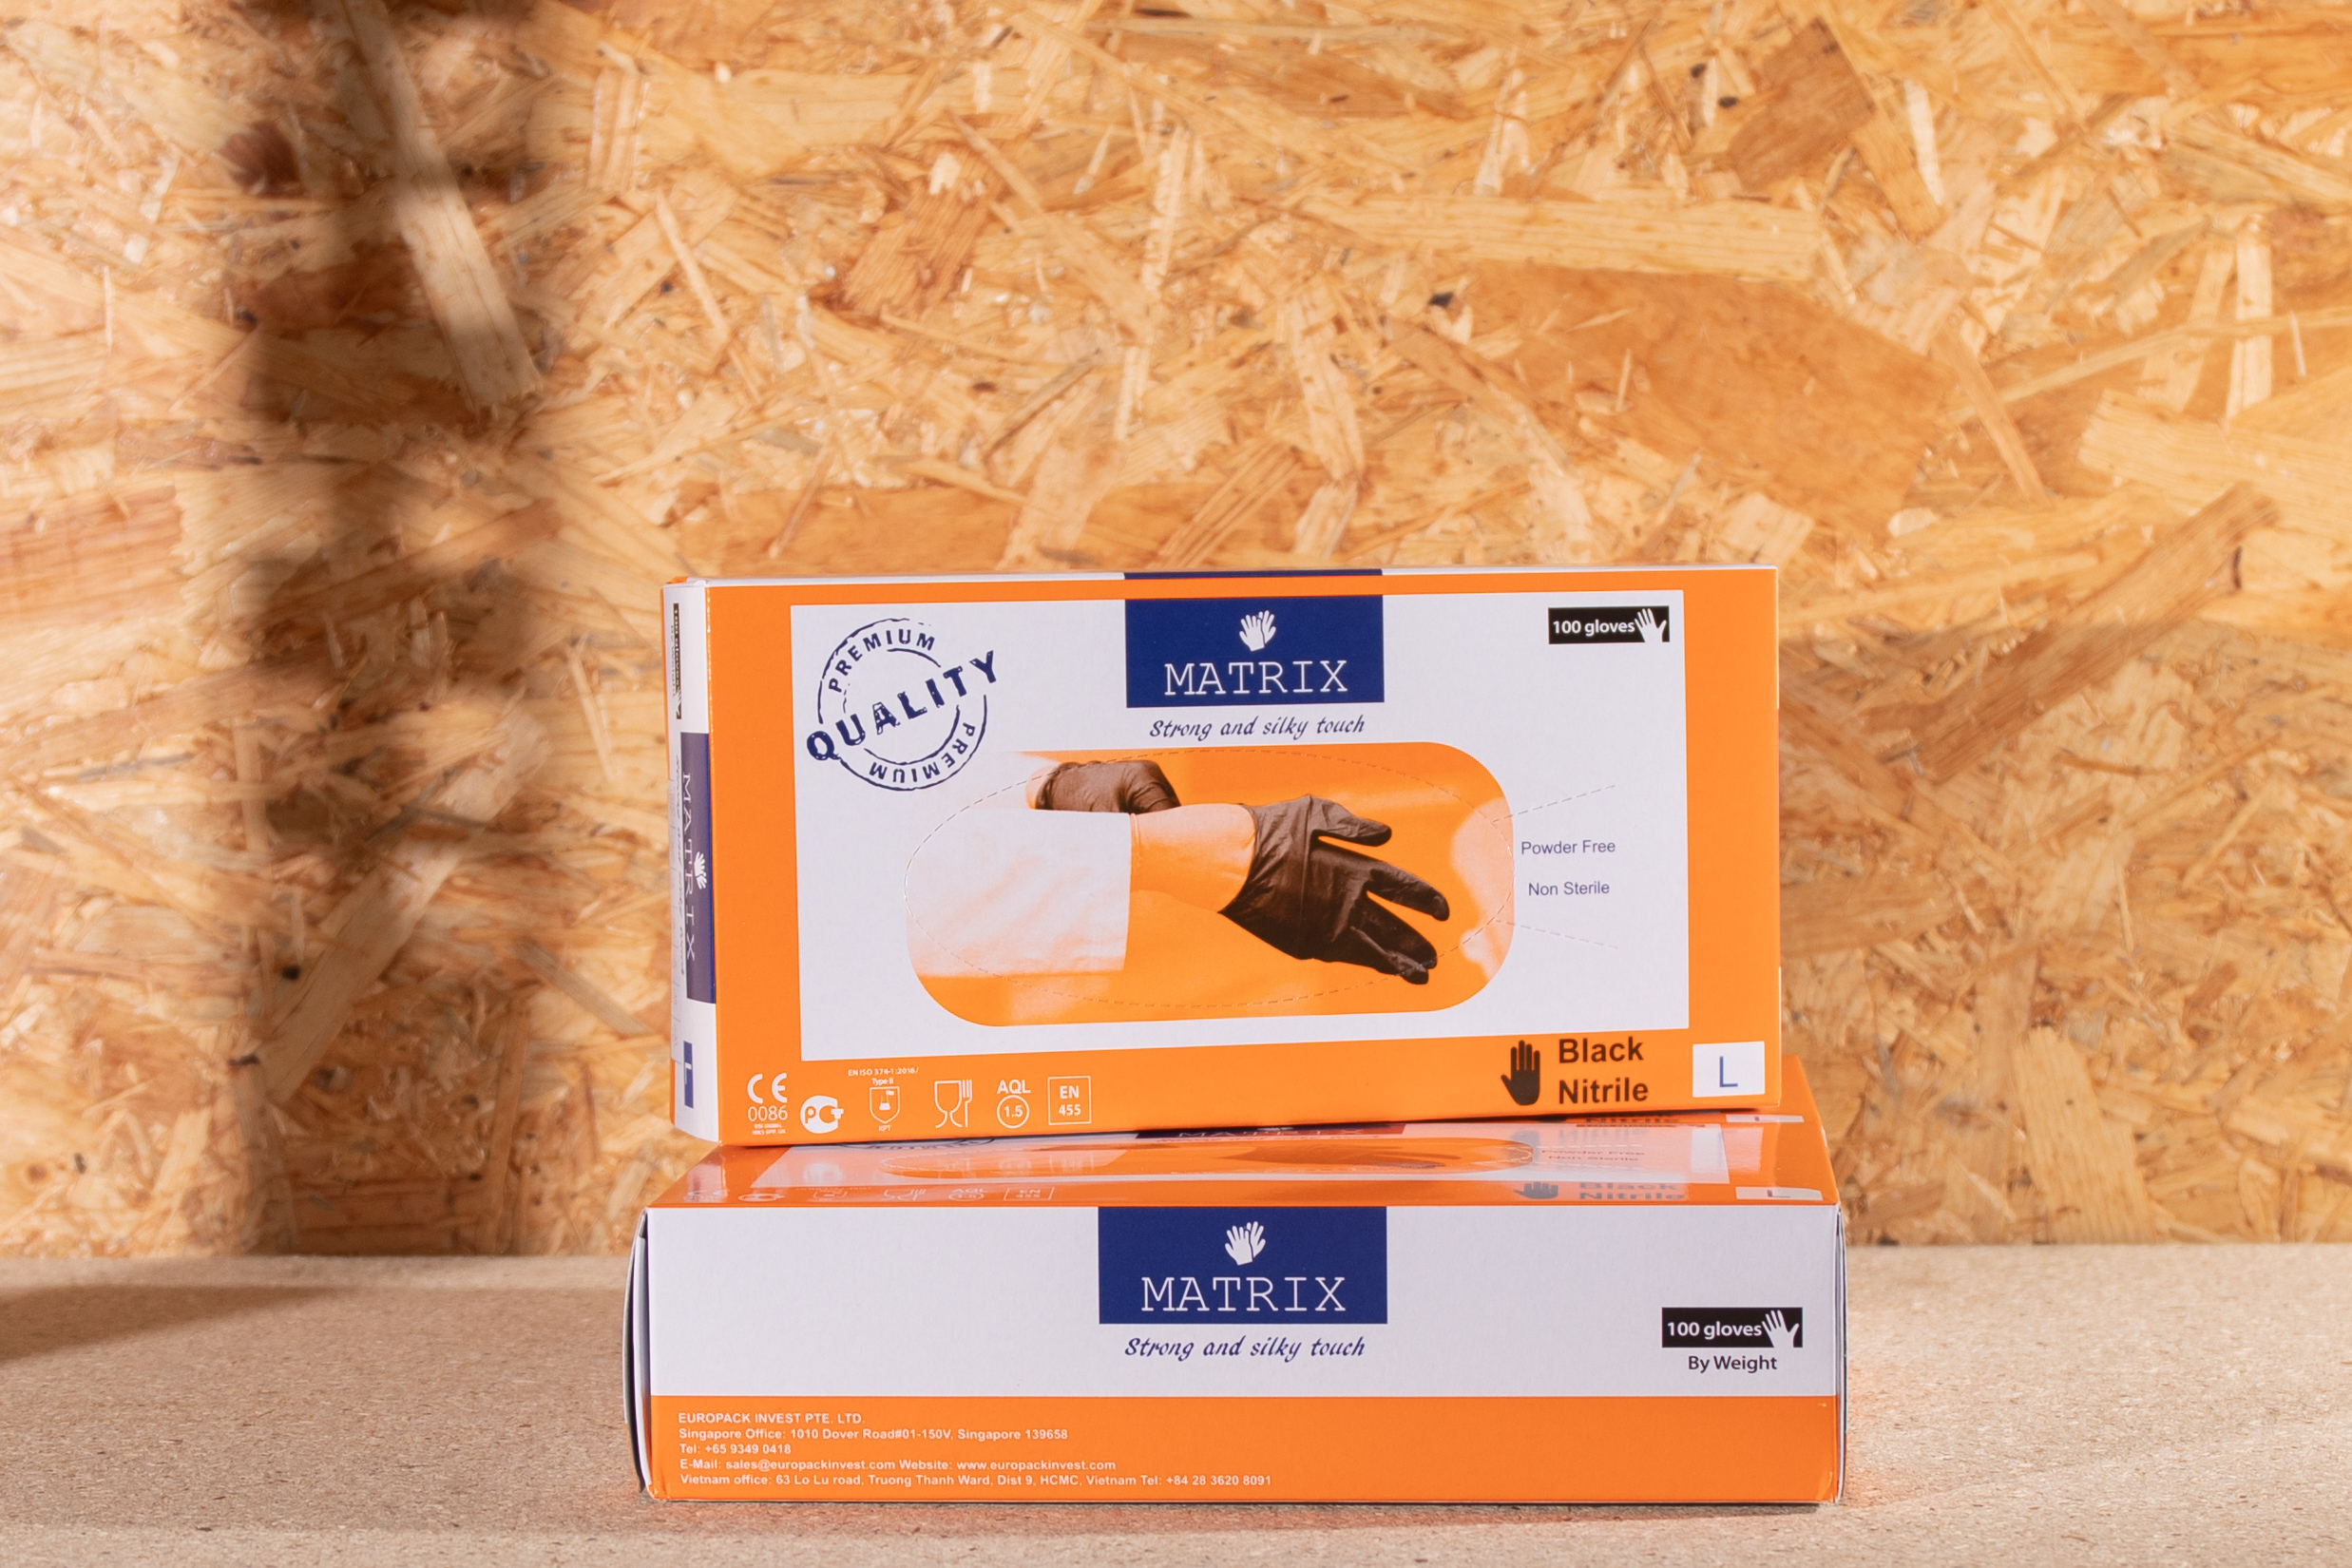 PREMIUM
QUALITY
PREMIUM
MATRIX
Strong and silky touch
100 gloves
Powder Free
Non Sterile
MATRIX
L
CE
0086
EN ISO 374-1:2016/
Type B
KPT
AQL
1.5
EN
455
Black
Nitrile
L
Black
Nitrile
L
MATRIX
Strong and silky touch
100 gloves
By Weight
EUROPACK INVEST PTE. LTD.
Singapore Office: 1010 Dover Road#01-150V, Singapore 139658
Tel: +65 9349 0418
E-Mail: sales@europackinvest.com Website: www.europackinvest.com
Vietnam office: 63 Lo Lu road, Truong Thanh Ward, Dist 9, HCMC, Vietnam Tel: +84 28 3620 8091